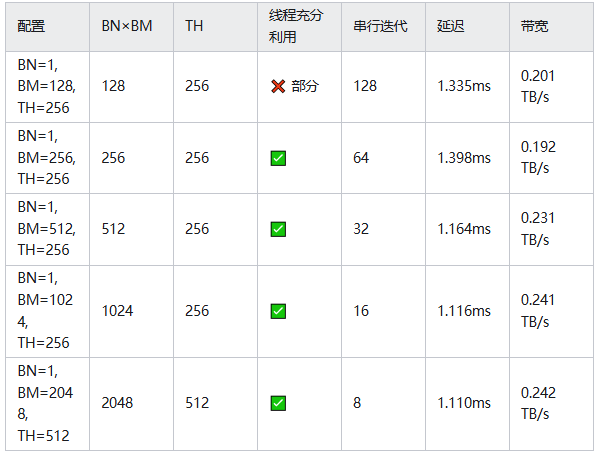 配置 BN×BM TH 线程充分 串行迭代 延迟 带宽
利用
BN=1,
BM=128,
TH=256
128 256 ❌ 部分 128 1.335ms 0.201
TB/s
BN=1,
BM=256,
TH=256
256 256 ✅ 64 1.398ms 0.192
TB/s
BN=1,
BM=512,
TH=256
512 256 ✅ 32 1.164ms 0.231
TB/s
BN=1,
BM=102
4,
TH=256
1024 256 ✅ 16 1.116ms 0.241
TB/s
BN=1,
BM=204
8,
TH=512
2048 512 ✅ 8 1.110ms 0.242
TB/s